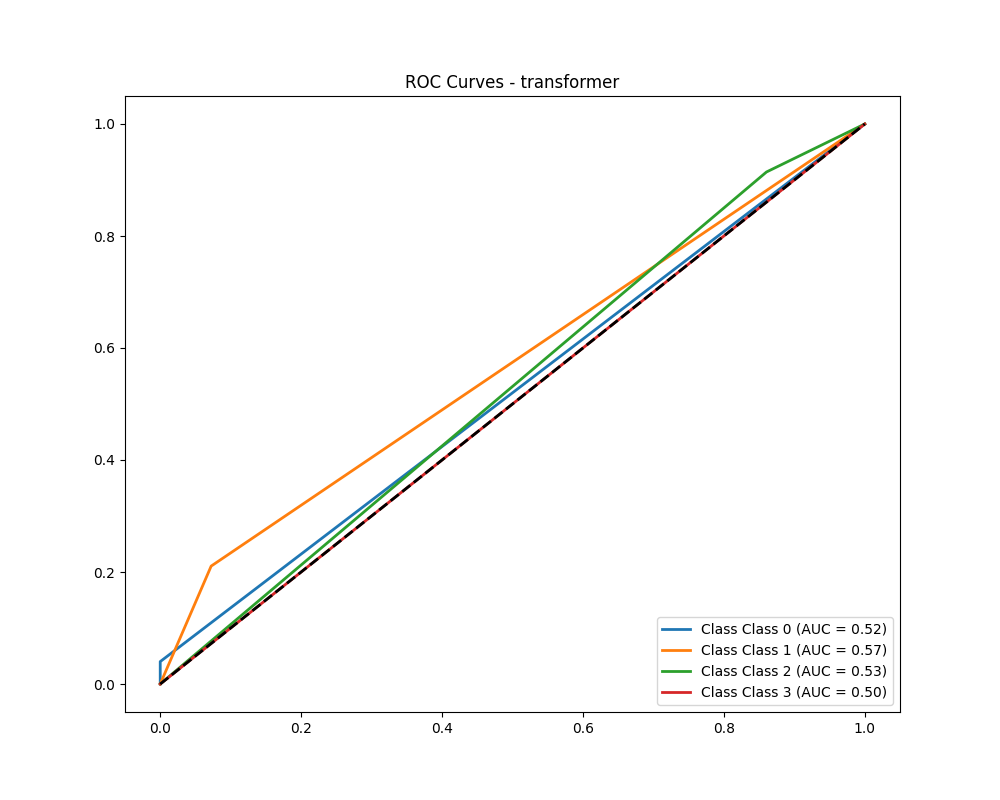 ROC Curves - transformer
1.0
0.8
0.6
0.4
0.2
0.0
Class Class 0 (AUC = 0.52)
Class Class 1 (AUC = 0.57)
Class Class 2 (AUC = 0.53)
Class Class 3 (AUC = 0.50)
0.0 0.2 0.4 0.6 0.8 1.0